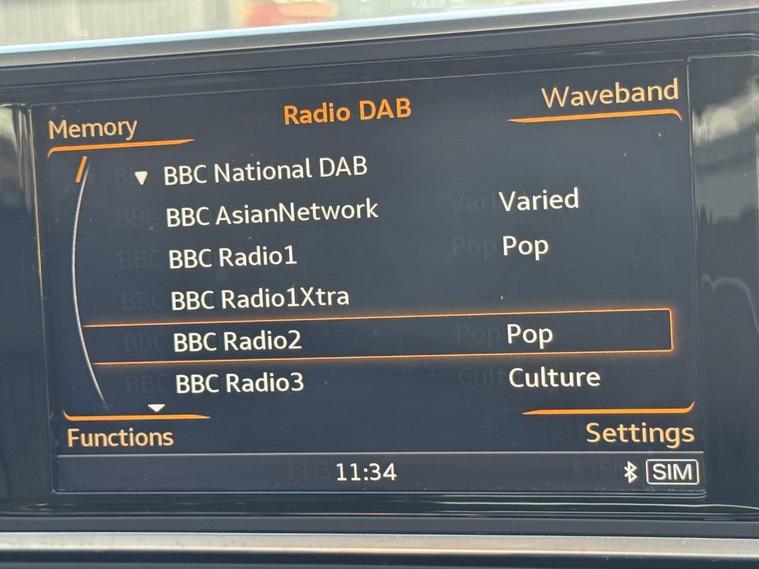 Memory
Radio DAB
Waveband
BBC National DAB
BBC AsianNetwork Varied
BBC Radio1 Pop
BBC Radio1Xtra
BBC Radio2 Pop
BBC Radio3 Culture
Functions
Settings
11:34
SIM